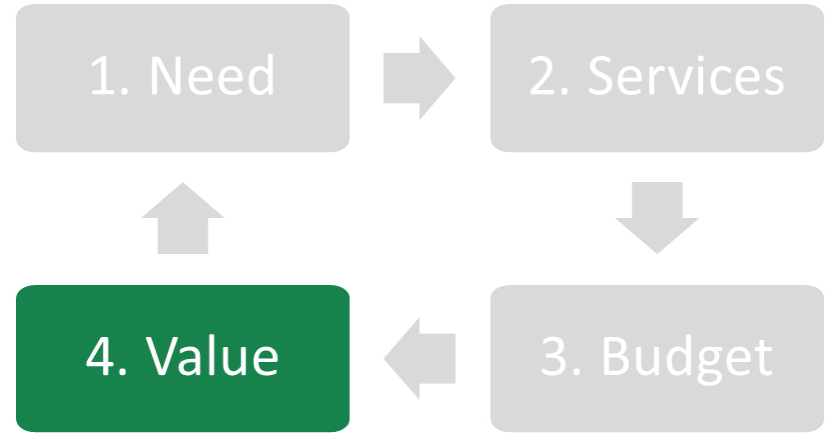 1. Need
2. Services
4. Value
3. Budget